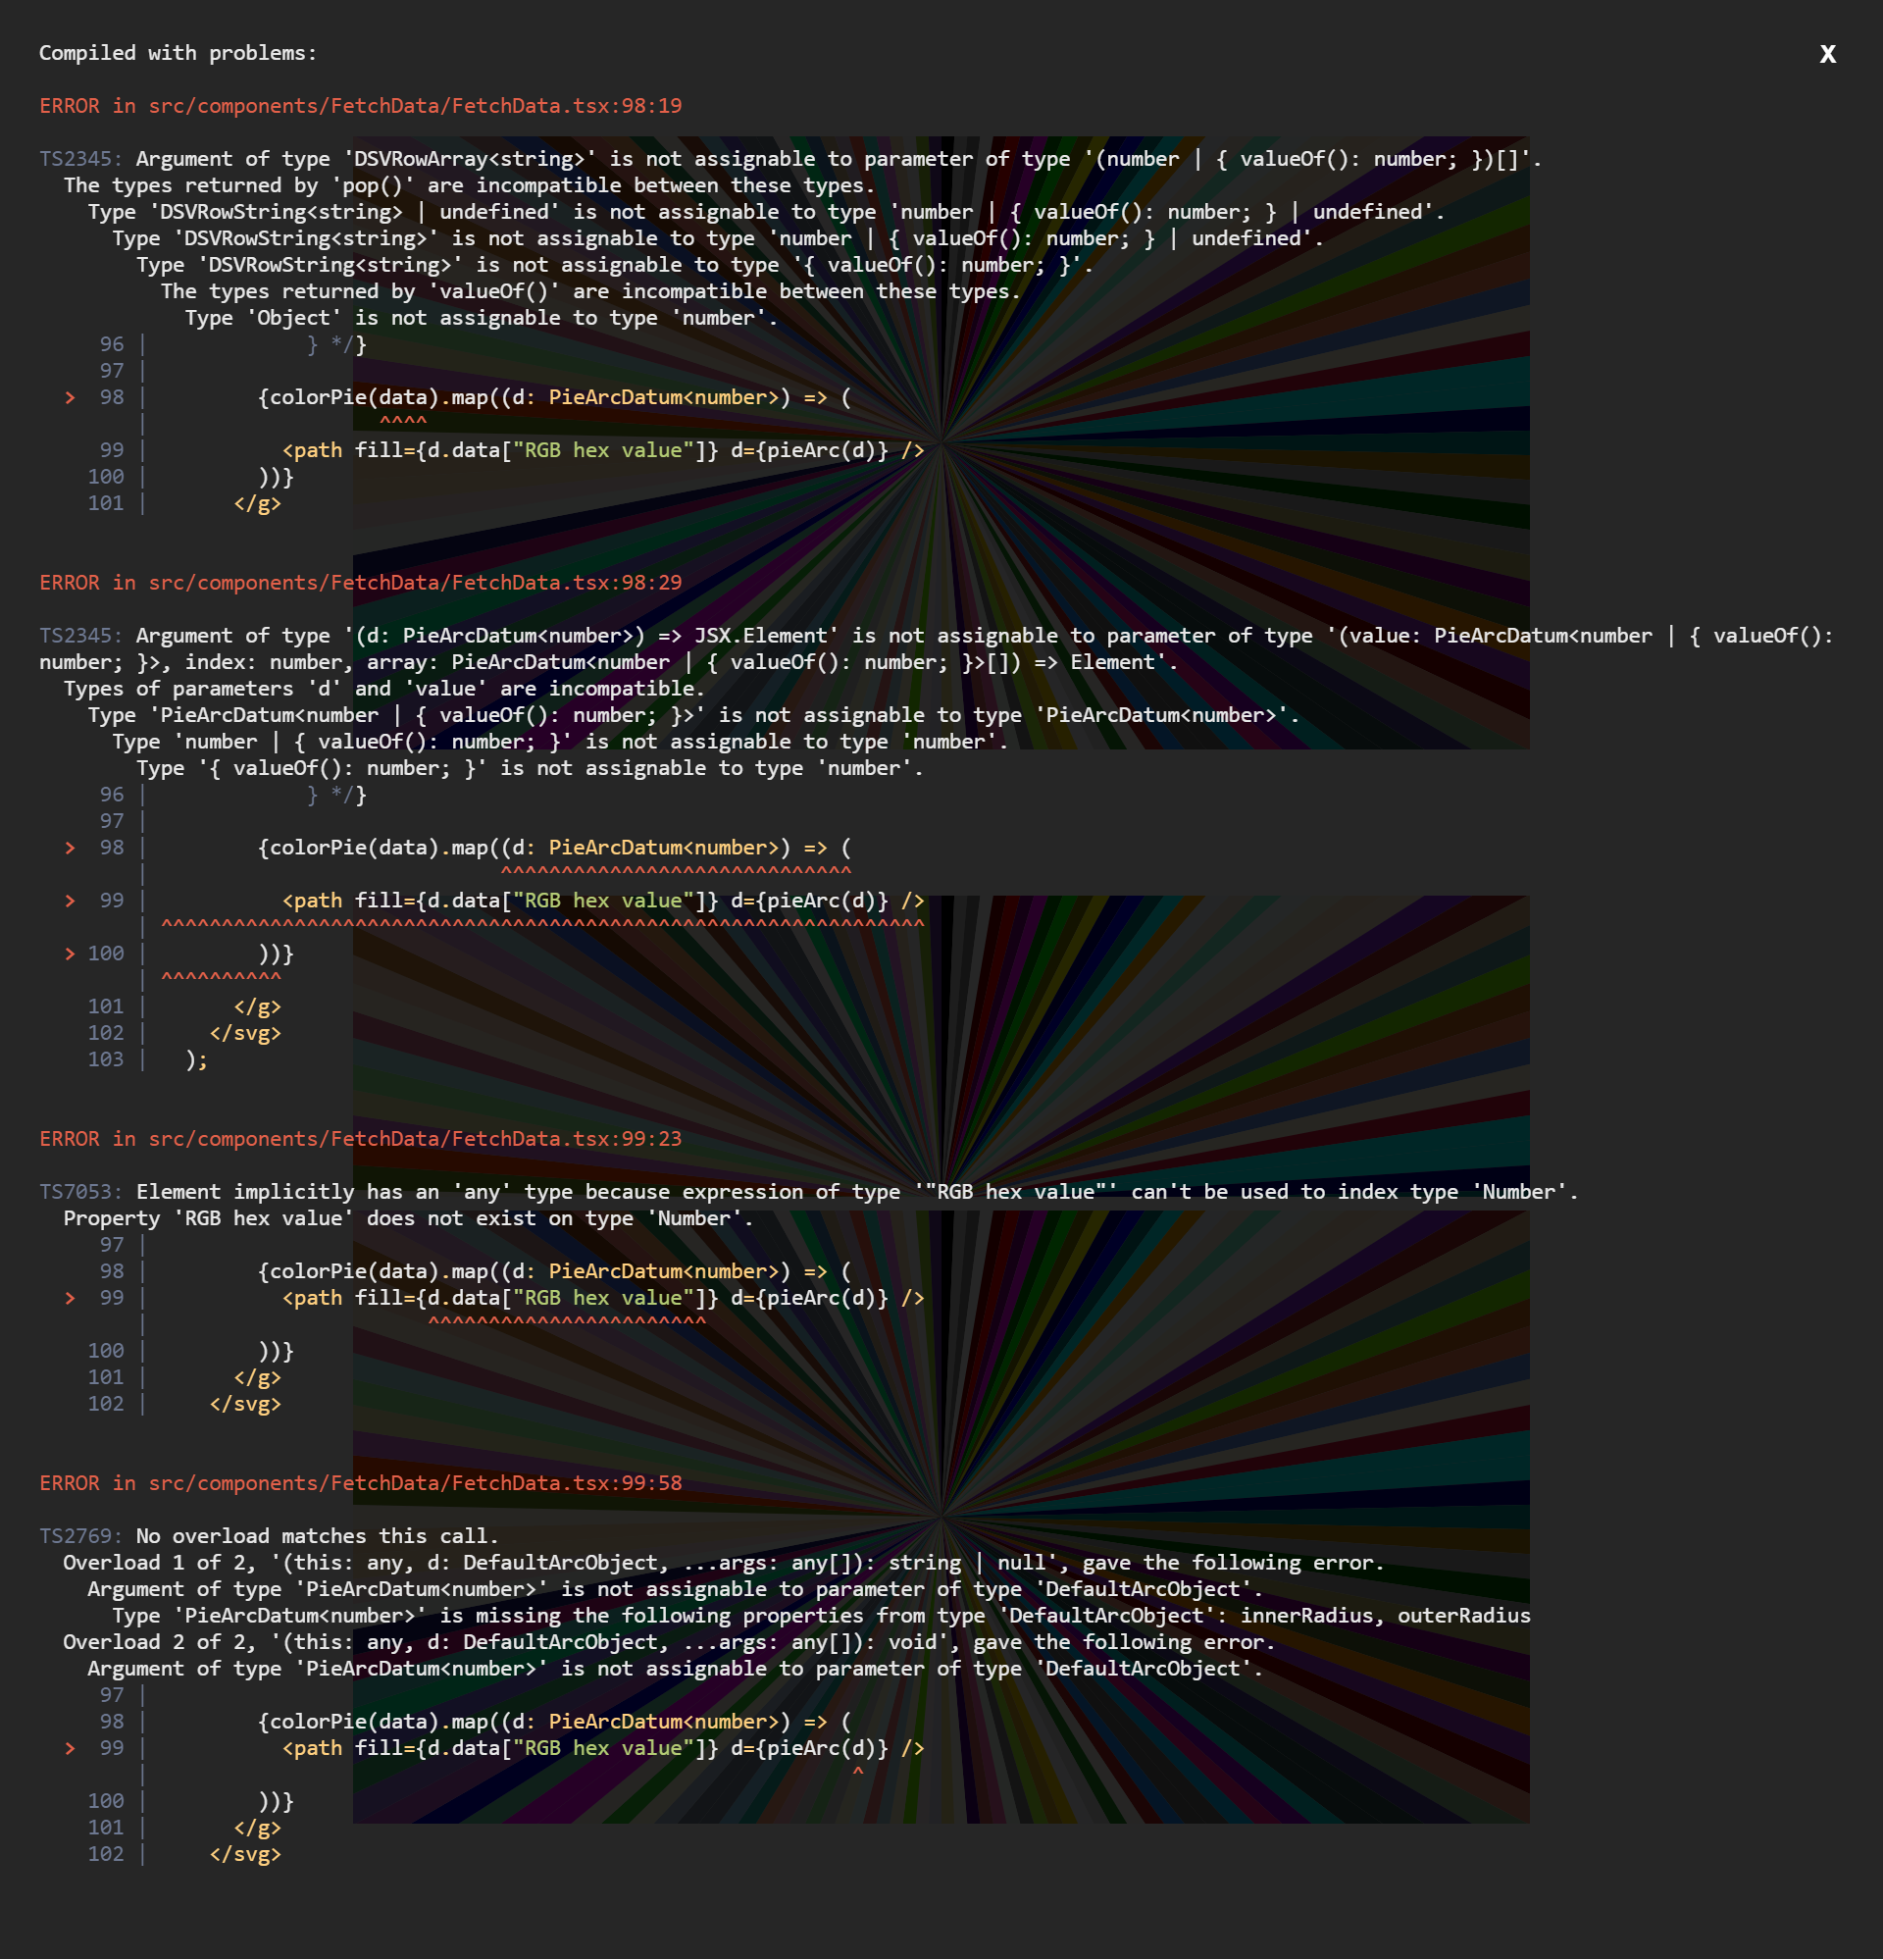 Compiled with problems:
X
ERROR in src/components/FetchData/FetchData.tsx:98:19
TS2345: Argument of type 'DSVRowArray<string>' is not assignable to parameter of type '(number | { valueOf(): number; })[]'.
  The types returned by 'pop()' are incompatible between these types.
    Type 'DSVRowString<string> | undefined' is not assignable to type 'number | { valueOf(): number; } | undefined'.
      Type 'DSVRowString<string>' is not assignable to type 'number | { valueOf(): number; } | undefined'.
        Type 'DSVRowString<string>' is not assignable to type '{ valueOf(): number; }'.
          The types returned by 'valueOf()' are incompatible between these types.
            Type 'Object' is not assignable to type 'number'.
     96 |             } */}
     97 |
  >  98 |         {colorPie(data).map((d: PieArcDatum<number>) => (
        |                   ^^^^
     99 |           <path fill={d.data["RGB hex value"]} d={pieArc(d)} />
    100 |         ))}
    101 |       </g>
ERROR in src/components/FetchData/FetchData.tsx:98:29
TS2345: Argument of type '(d: PieArcDatum<number>) => JSX.Element' is not assignable to parameter of type '(value: PieArcDatum<number | { valueOf():
number; }>, index: number, array: PieArcDatum<number | { valueOf(): number; }>[]) => Element'.
  Types of parameters 'd' and 'value' are incompatible.
    Type 'PieArcDatum<number | { valueOf(): number; }>' is not assignable to type 'PieArcDatum<number>'.
      Type 'number | { valueOf(): number; }' is not assignable to type 'number'.
        Type '{ valueOf(): number; }' is not assignable to type 'number'.
     96 |             } */}
     97 |
  >  98 |         {colorPie(data).map((d: PieArcDatum<number>) => (
        |                             ^^^^^^^^^^^^^^^^^^^^^^^^^^^^^
  >  99 |           <path fill={d.data["RGB hex value"]} d={pieArc(d)} />
        | ^^^^^^^^^^^^^^^^^^^^^^^^^^^^^^^^^^^^^^^^^^^^^^^^^^^^^^^^^^^^^^^
  > 100 |         ))}
        | ^^^^^^^^^^
    101 |       </g>
    102 |     </svg>
    103 |   );
ERROR in src/components/FetchData/FetchData.tsx:99:23
TS7053: Element implicitly has an 'any' type because expression of type '"RGB hex value"' can't be used to index type 'Number'.
  Property 'RGB hex value' does not exist on type 'Number'.
     97 |
     98 |         {colorPie(data).map((d: PieArcDatum<number>) => (
  >  99 |           <path fill={d.data["RGB hex value"]} d={pieArc(d)} />
        |                       ^^^^^^^^^^^^^^^^^^^^^^^
    100 |         ))}
    101 |       </g>
    102 |     </svg>
ERROR in src/components/FetchData/FetchData.tsx:99:58
TS2769: No overload matches this call.
  Overload 1 of 2, '(this: any, d: DefaultArcObject, ...args: any[]): string | null', gave the following error.
    Argument of type 'PieArcDatum<number>' is not assignable to parameter of type 'DefaultArcObject'.
      Type 'PieArcDatum<number>' is missing the following properties from type 'DefaultArcObject': innerRadius, outerRadius
  Overload 2 of 2, '(this: any, d: DefaultArcObject, ...args: any[]): void', gave the following error.
    Argument of type 'PieArcDatum<number>' is not assignable to parameter of type 'DefaultArcObject'.
     97 |
     98 |         {colorPie(data).map((d: PieArcDatum<number>) => (
  >  99 |           <path fill={d.data["RGB hex value"]} d={pieArc(d)} />
        |                                                          ^
    100 |         ))}
    101 |       </g>
    102 |     </svg>